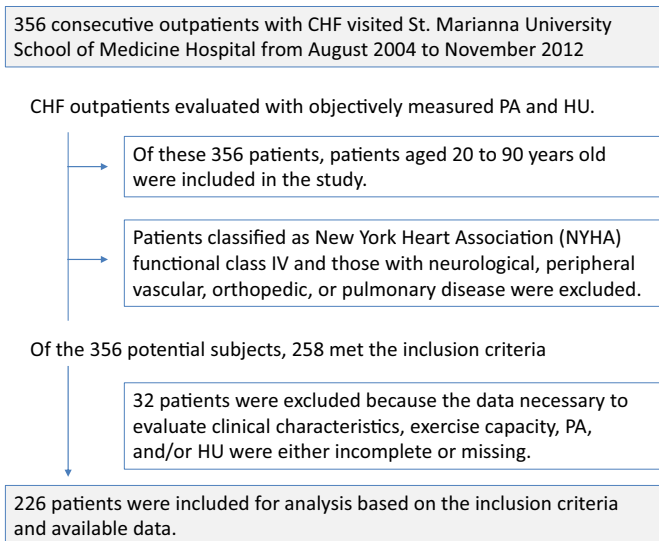 356 consecutive outpatients with CHF visited St. Marianna University
School of Medicine Hospital from August 2004 to November 2012
CHF outpatients evaluated with objectively measured PA and HU.
Of these 356 patients, patients aged 20 to 90 years old
were included in the study.
Patients classified as New York Heart Association (NYHA)
functional class IV and those with neurological, peripheral
vascular, orthopedic, or pulmonary disease were excluded.
Of the 356 potential subjects, 258 met the inclusion criteria
32 patients were excluded because the data necessary to
evaluate clinical characteristics, exercise capacity, PA,
and/or HU were either incomplete or missing.
226 patients were included for analysis based on the inclusion criteria
and available data.